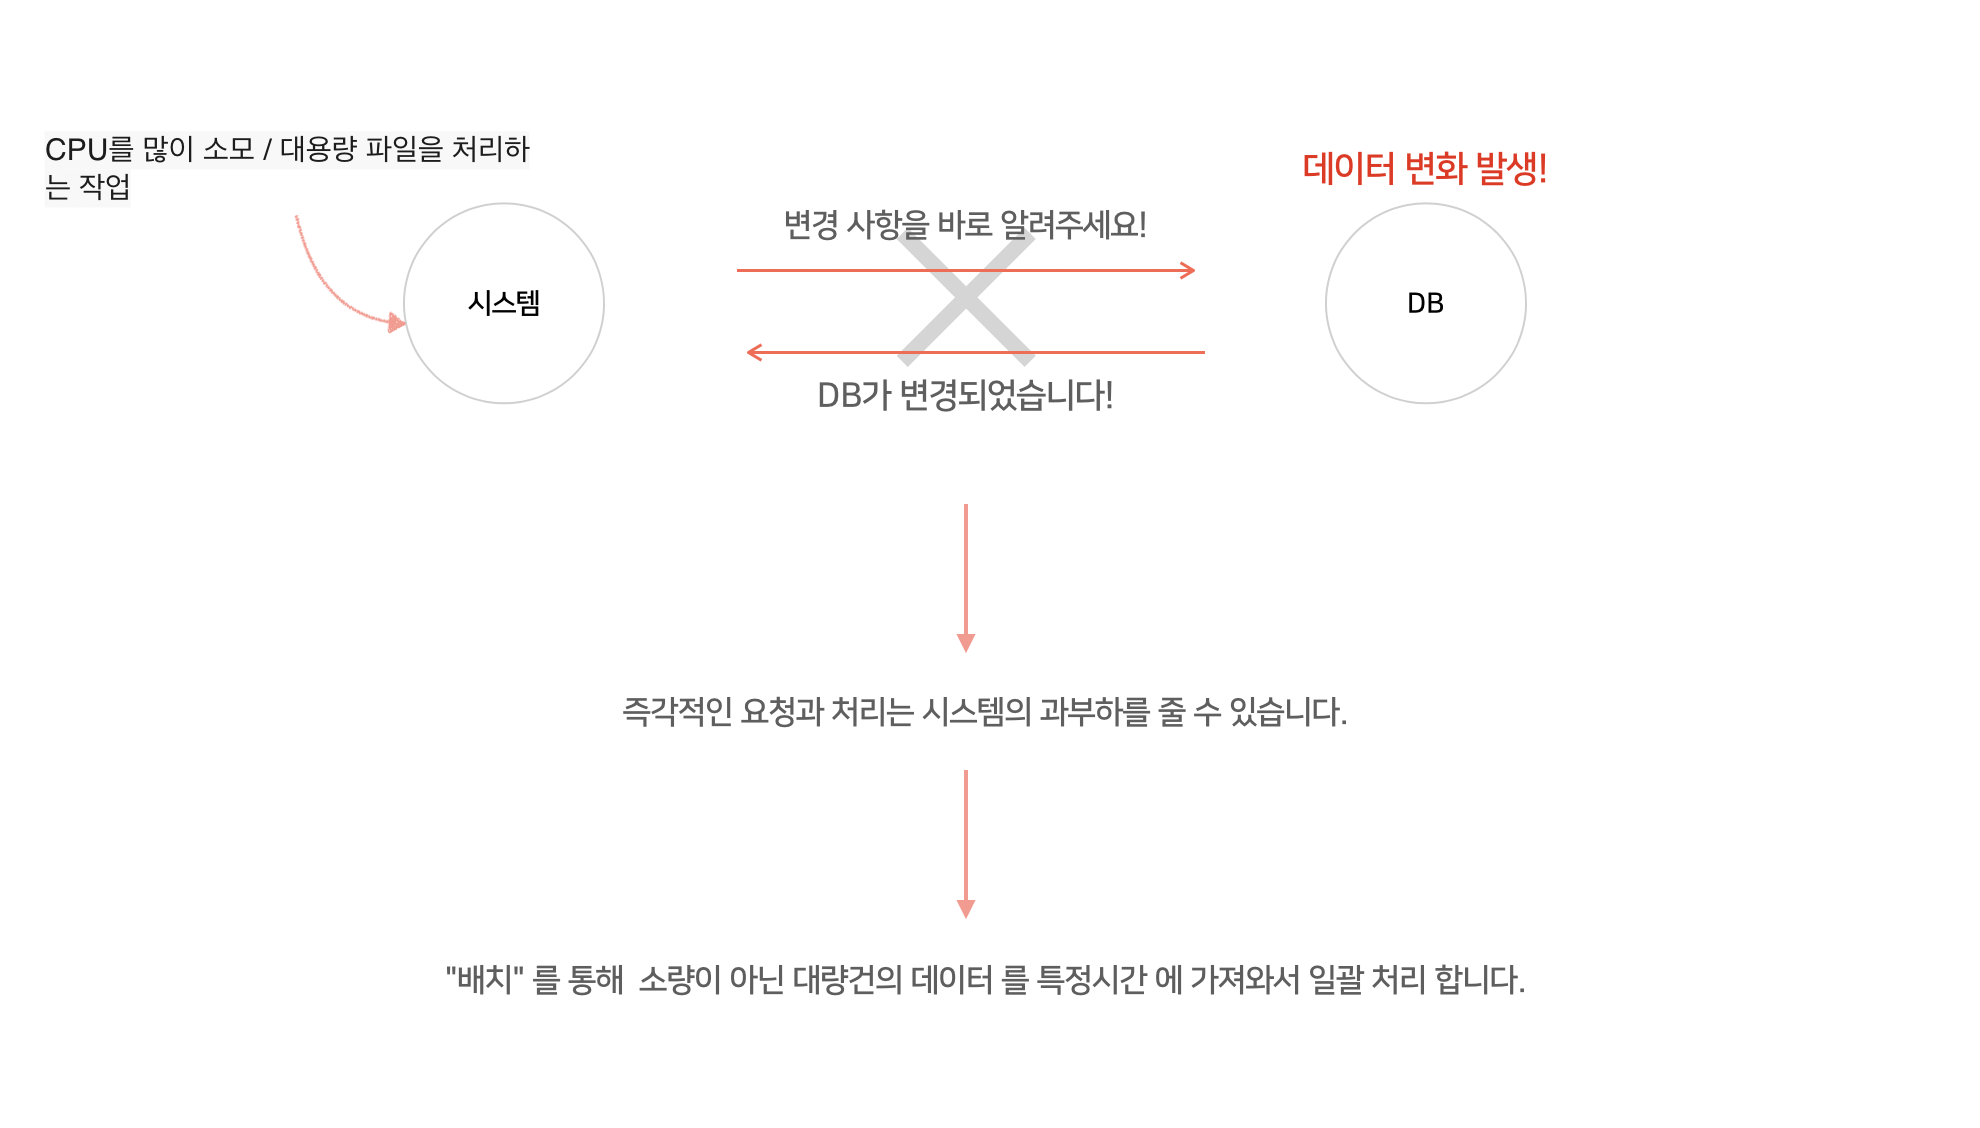 CPU를 많이 소모 / 대용량 파일을 처리하
는 작업
데이터 변화 발생!
변경 사항을 바로 알려주세요!
시스템
DB
DB가 변경되었습니다!
즉각적인 요청과 처리는 시스템의 과부하를 줄 수 있습니다.
"배치" 를 통해  소량이 아닌 대량건의 데이터 를 특정시간 에 가져와서 일괄 처리 합니다.